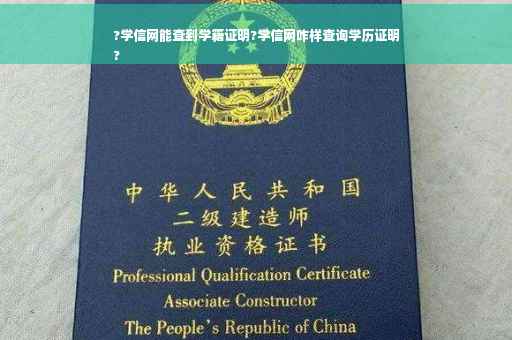 ?学信网能查到学籍证明?学信网咋样查询学历证明
?
中华人民共和国
二级建造师
执业资格证书
Professional Qualification Certificate
Associate Constructor
The People's Republic of China